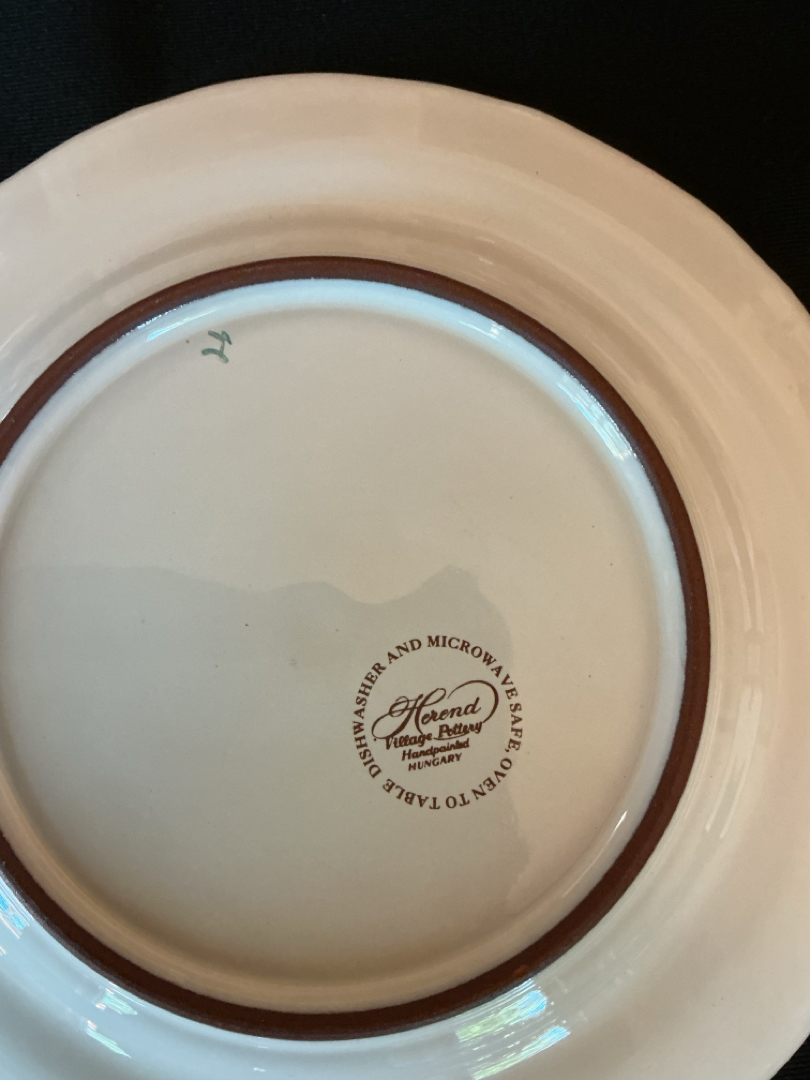 DISHWASHER AND MICROWAVE SAFE, OVEN TO TABLE
Herend
Village Pottery
Handpainted
HUNGARY